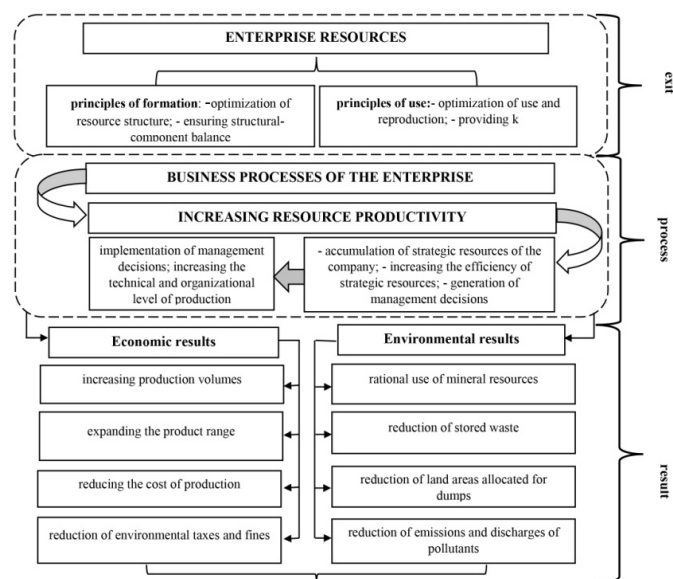 ENTERPRISE RESOURCES
principles of formation: -optimization of
resource structure; - ensuring structural-
component balance
principles of use:- optimization of use and
reproduction; - providing k
exit
BUSINESS PROCESSES OF THE ENTERPRISE
INCREASING RESOURCE PRODUCTIVITY
implementation of management
decisions; increasing the
technical and organizational
level of production
- accumulation of strategic resources of the
company; - increasing the efficiency of
strategic resources; - generation of
management decisions
process
Economic results
increasing production volumes
expanding the product range
reducing the cost of production
reduction of environmental taxes and fines
Environmental results
rational use of mineral resources
reduction of stored waste
reduction of land areas allocated for
dumps
reduction of emissions and discharges of
pollutants
result